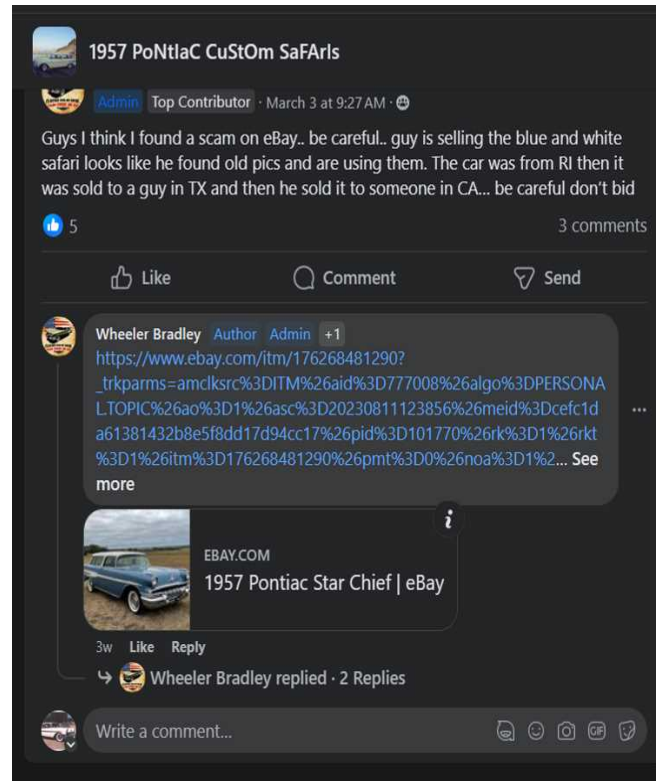 1957 PoNtIaC CuStOm SaFArIs
Admin Top Contributor · March 3 at 9:27 AM ·
Guys I think I found a scam on eBay.. be careful.. guy is selling the blue and white
safari looks like he found old pics and are using them. The car was from RI then it
was sold to a guy in TX and then he sold it to someone in CA... be careful don't bid
5 3 comments
Like Comment Send
Wheeler Bradley Author Admin +1
https://www.ebay.com/itm/176268481290?
_trkparms=amclksrc%3DITM%26aid%3D777008%26algo%3DPERSONA
L.TOPIC%26ao%3D1%26asc%3D20230811123856%26meid%3Dcefc1d
a61381432b8e5f8dd17d94cc17%26pid%3D101770%26rk%3D1%26rkt
%3D1%26itm%3D176268481290%26pmt%3D0%26noa%3D1%2... See
more
EBAY.COM
1957 Pontiac Star Chief | eBay
3w Like Reply
Wheeler Bradley replied · 2 Replies
Write a comment...
GIF